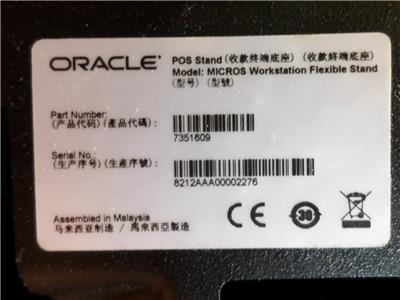 ORACLE
POS Stand (收款终端底座) (收款終端底座)
Model: MICROS Workstation Flexible Stand
(型号) (型號)
Part Number:
(产品代码) (產品代碼)
7351609
Serial No.:
(生产序号) (生產序號)
8212AAA00002276
Assembled in Malaysia
马来西亚制造 / 馬來西亞製造
CE
30